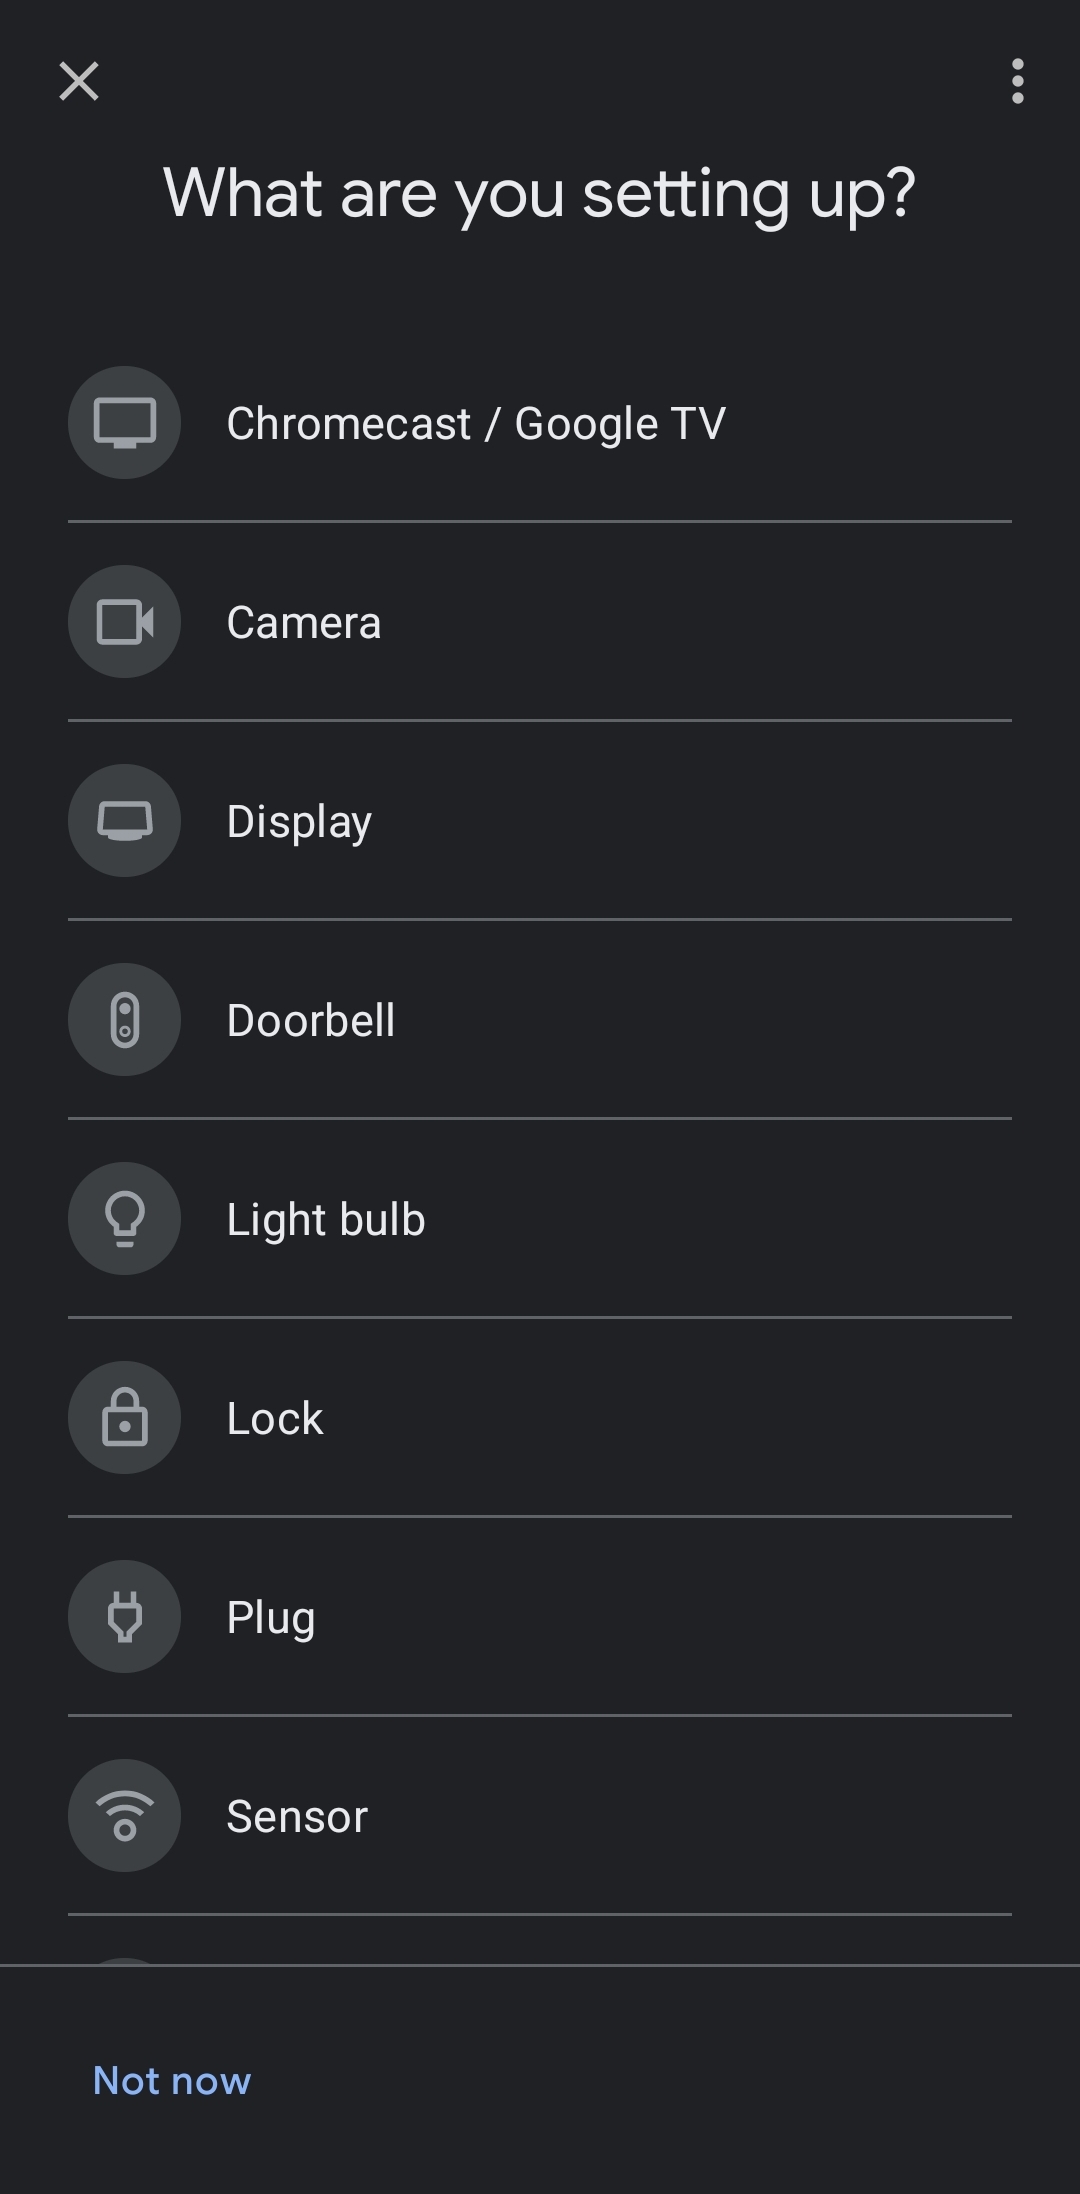 What are you setting up?
Chromecast / Google TV
Camera
Display
Doorbell
Light bulb
Lock
Plug
Sensor
Not now